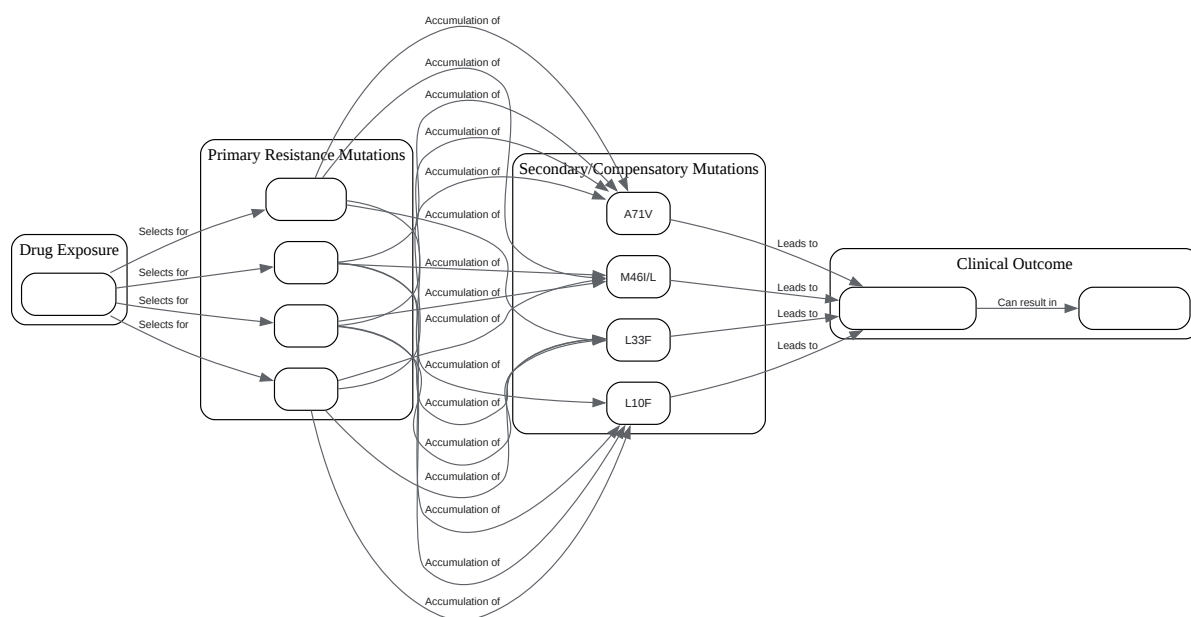 Accumulation of
Accumulation of
Accumulation of
Accumulation of
Primary Resistance Mutations
Secondary/Compensatory Mutations
Accumulation of
Accumulation of
A71V
Selects for
Drug Exposure
Leads to
Accumulation of
Clinical Outcome
Selects for
M46I/L
Leads to
Accumulation of
Selects for
Can result in
Accumulation of
Leads to
Selects for
L33F
Leads to
Accumulation of
Accumulation of
L10F
Accumulation of
Accumulation of
Accumulation of
Accumulation of
Accumulation of